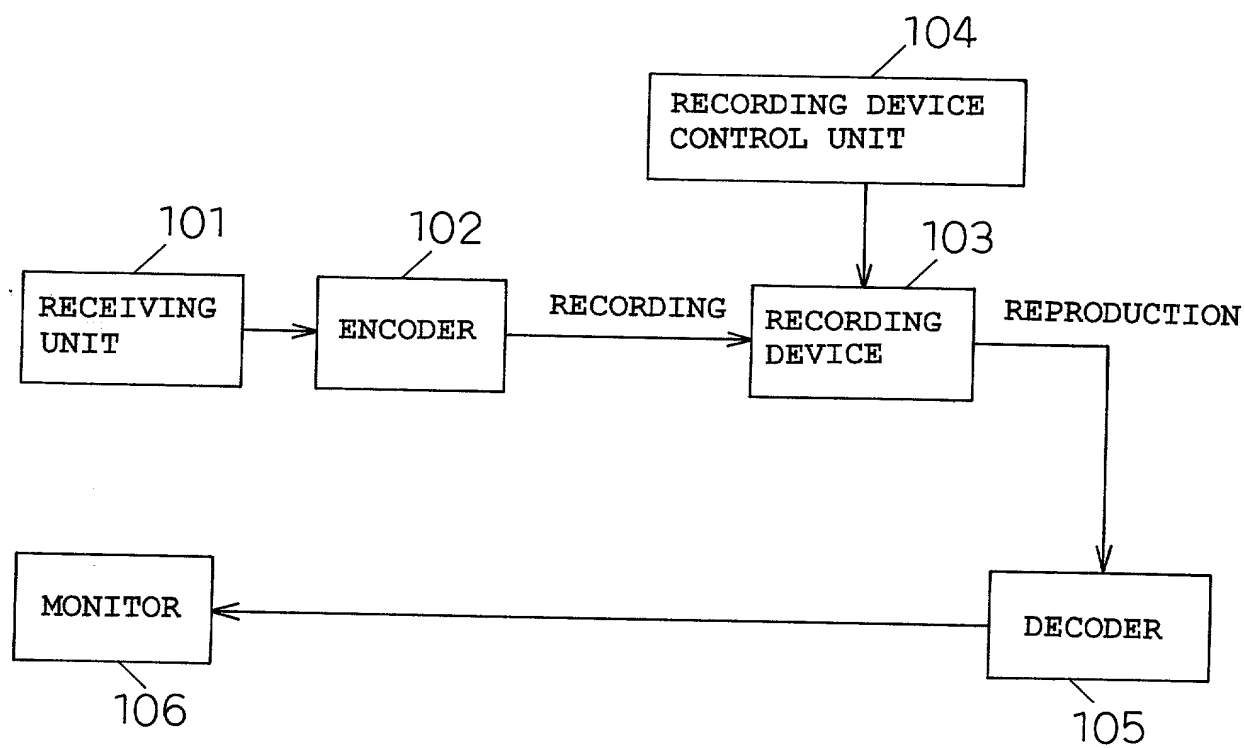 104
RECORDING DEVICE
CONTROL UNIT
101
102
103
RECEIVING
UNIT
ENCODER
RECORDING
RECORDING
DEVICE
REPRODUCTION
MONITOR
DECODER
106
105